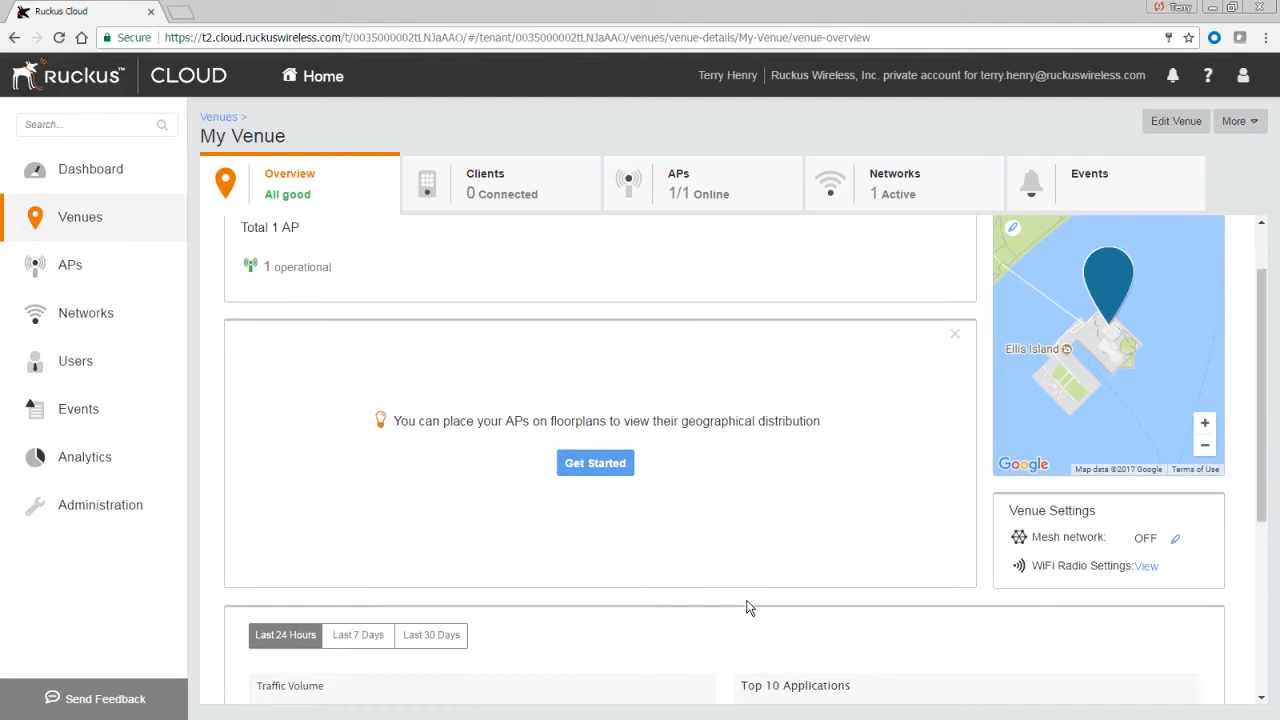 Ruckus Cloud
Terry
Secure
https://t2.cloud.ruckuswireless.com/t/0035000002tLNJaAAO/#/tenant/0035000002tLNJaAAO/venues/venue-details/My-Venue/venue-overview
RUCKUS™ CLOUD
Home
Terry Henry
Ruckus Wireless, Inc. private account for terry.henry@ruckuswireless.com
?
Search...
Dashboard
Venues
APs
Networks
Users
Events
Analytics
Administration
Send Feedback
Venues >
My Venue
Edit Venue
More
Overview
All good
Clients
0 Connected
APs
1/1 Online
Networks
1 Active
Events
Total 1 AP
1 operational
You can place your APs on floorplans to view their geographical distribution
Get Started
Ellis Island
+
−
Google
Map data ©2017 Google
Terms of Use
Venue Settings
Mesh network: OFF
WiFi Radio Settings:View
Last 24 Hours
Last 7 Days
Last 30 Days
Traffic Volume
Top 10 Applications